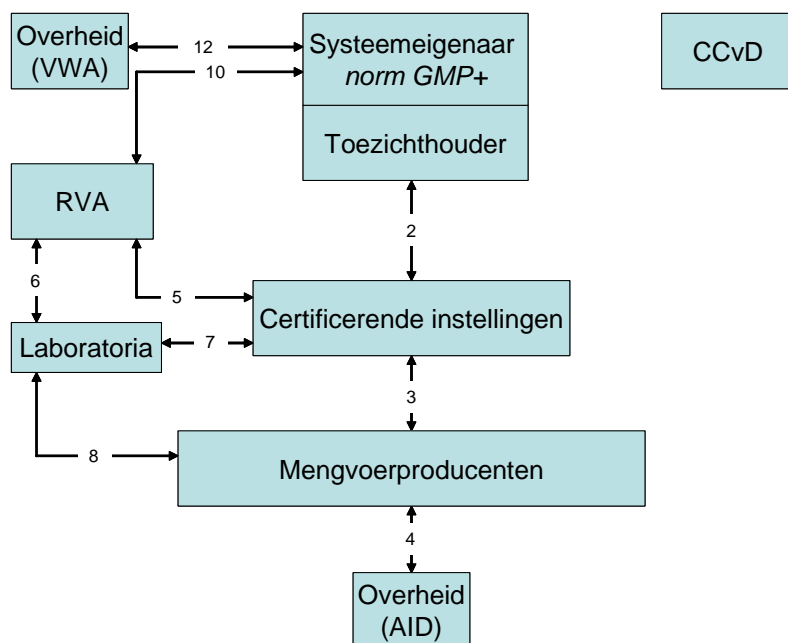 Overheid
(VWA)
12
Systeemeigenaar
norm GMP+
CCvD
10
Toezichthouder
RVA
2
6
5
Certificerende instellingen
Laboratoria
7
3
8
Mengvoerproducenten
4
Overheid
(AID)